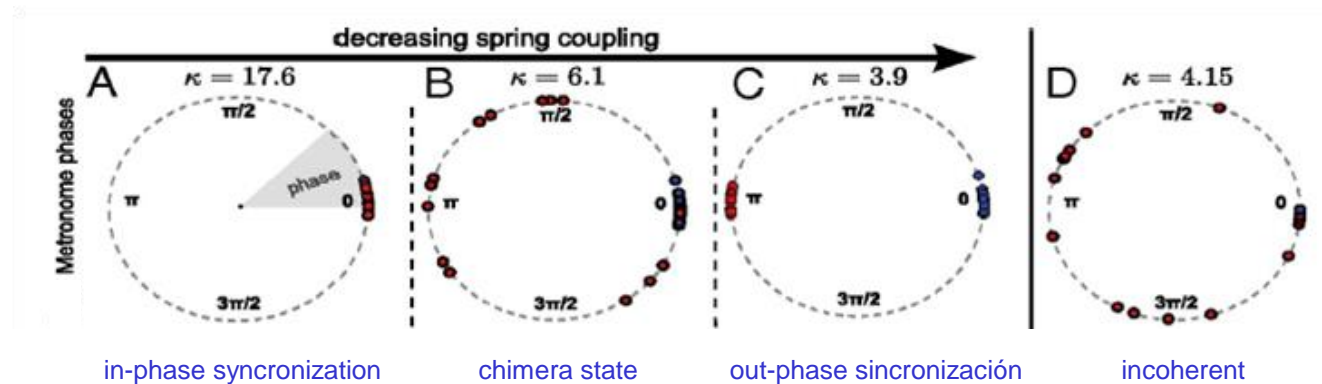 decreasing spring coupling
A κ = 17.6
B κ = 6.1
C κ = 3.9
D κ = 4.15
Metronome phases
π/2
π
phase
0
3π/2
π/2
π
0
3π/2
π/2
π
0
3π/2
π/2
π
0
3π/2
in-phase syncronization
chimera state
out-phase sincronización
incoherent